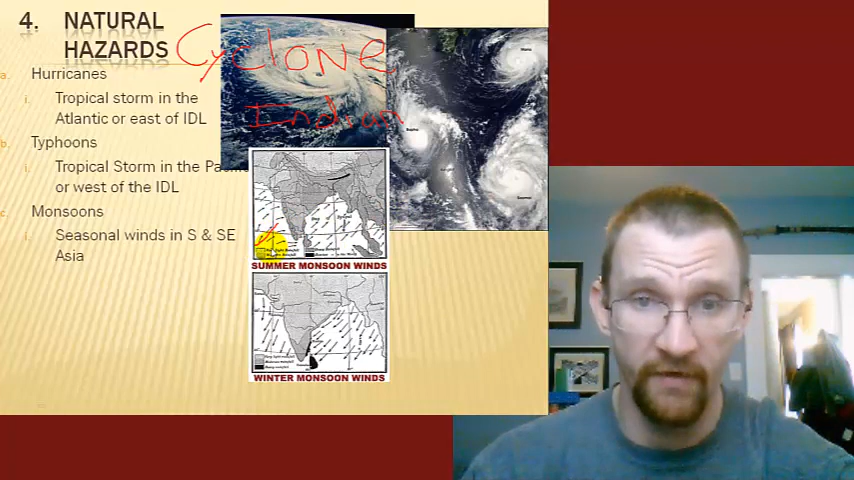 4. NATURAL
HAZARDS
Cyclone
Indian
a. Hurricanes
i. Tropical storm in the
Atlantic or east of IDL
b. Typhoons
i. Tropical Storm in the Pac
or west of the IDL
c. Monsoons
i. Seasonal winds in S & SE
Asia
SUMMER MONSOON WINDS
WINTER MONSOON WINDS